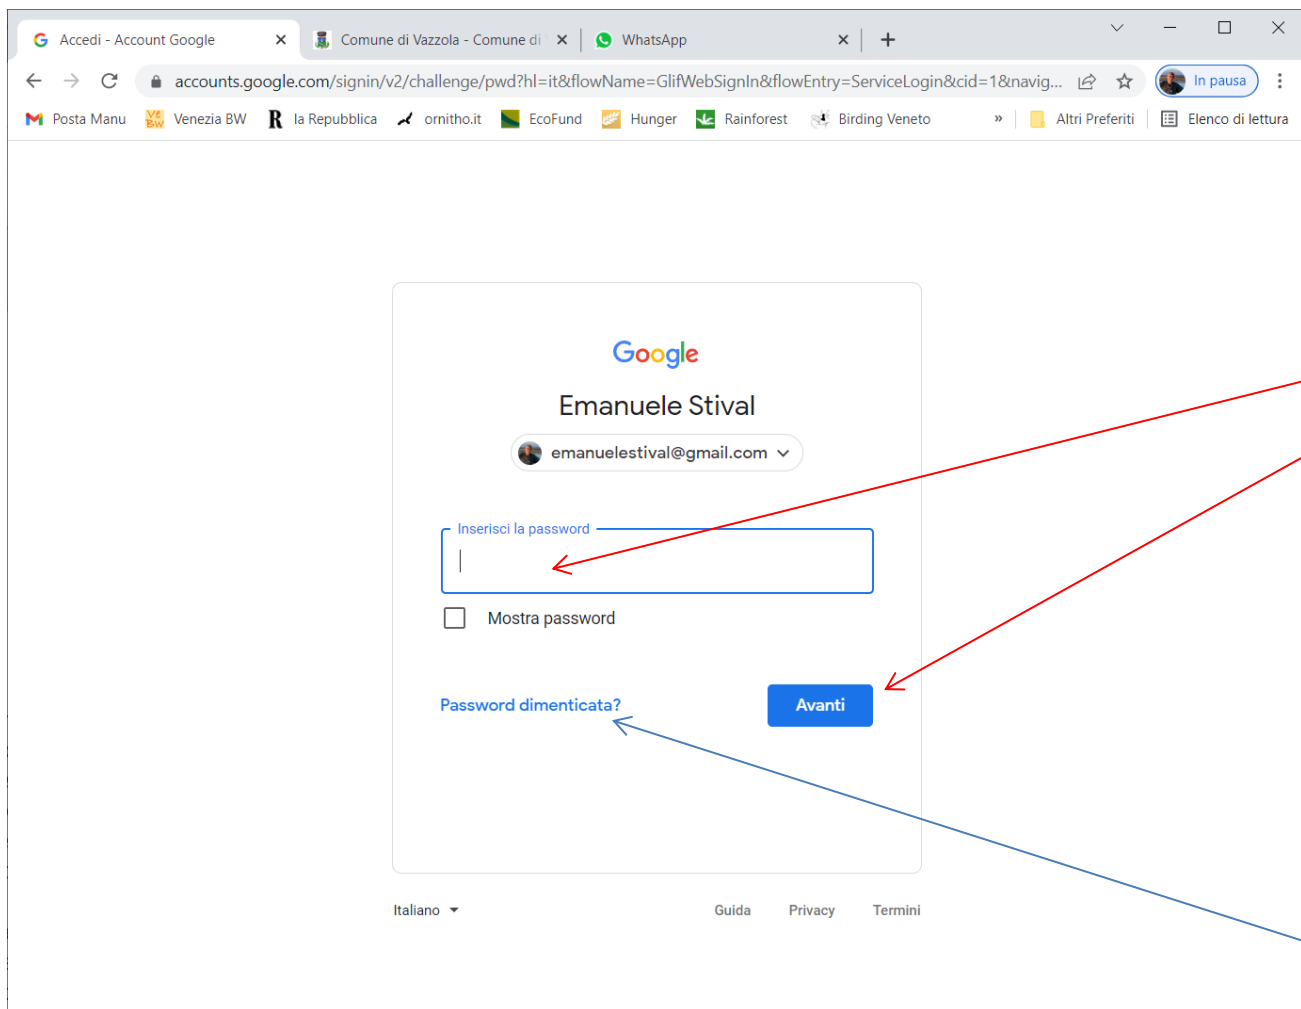 Accedi - Account Google
Comune di Vazzola - Comune di
WhatsApp
accounts.google.com/signin/v2/challenge/pwd?hl=it&flowName=GlifWebSignIn&flowEntry=ServiceLogin&cid=1&navig...
In pausa
Posta Manu
VE BW
Venezia BW
R
la Repubblica
ornitho.it
EcoFund
Hunger
Rainforest
Birding Veneto
»
Altri Preferiti
Elenco di lettura
Google
Emanuele Stival
emanuelestival@gmail.com
Inserisci la password
Mostra password
Password dimenticata?
Avanti
Italiano
Guida
Privacy
Termini